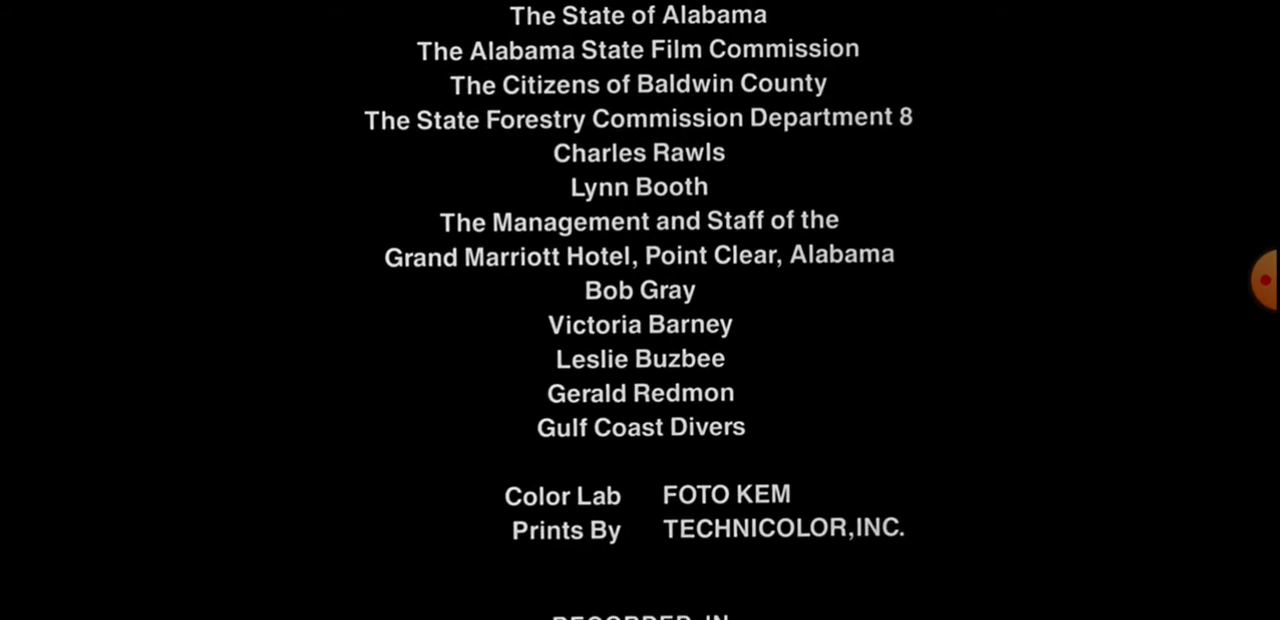 The State of Alabama
The Alabama State Film Commission
The Citizens of Baldwin County
The State Forestry Commission Department 8
Charles Rawls
Lynn Booth
The Management and Staff of the
Grand Marriott Hotel, Point Clear, Alabama
Bob Gray
Victoria Barney
Leslie Buzbee
Gerald Redmon
Gulf Coast Divers
Color Lab FOTO KEM
Prints By TECHNICOLOR,INC.
RECORDED IN